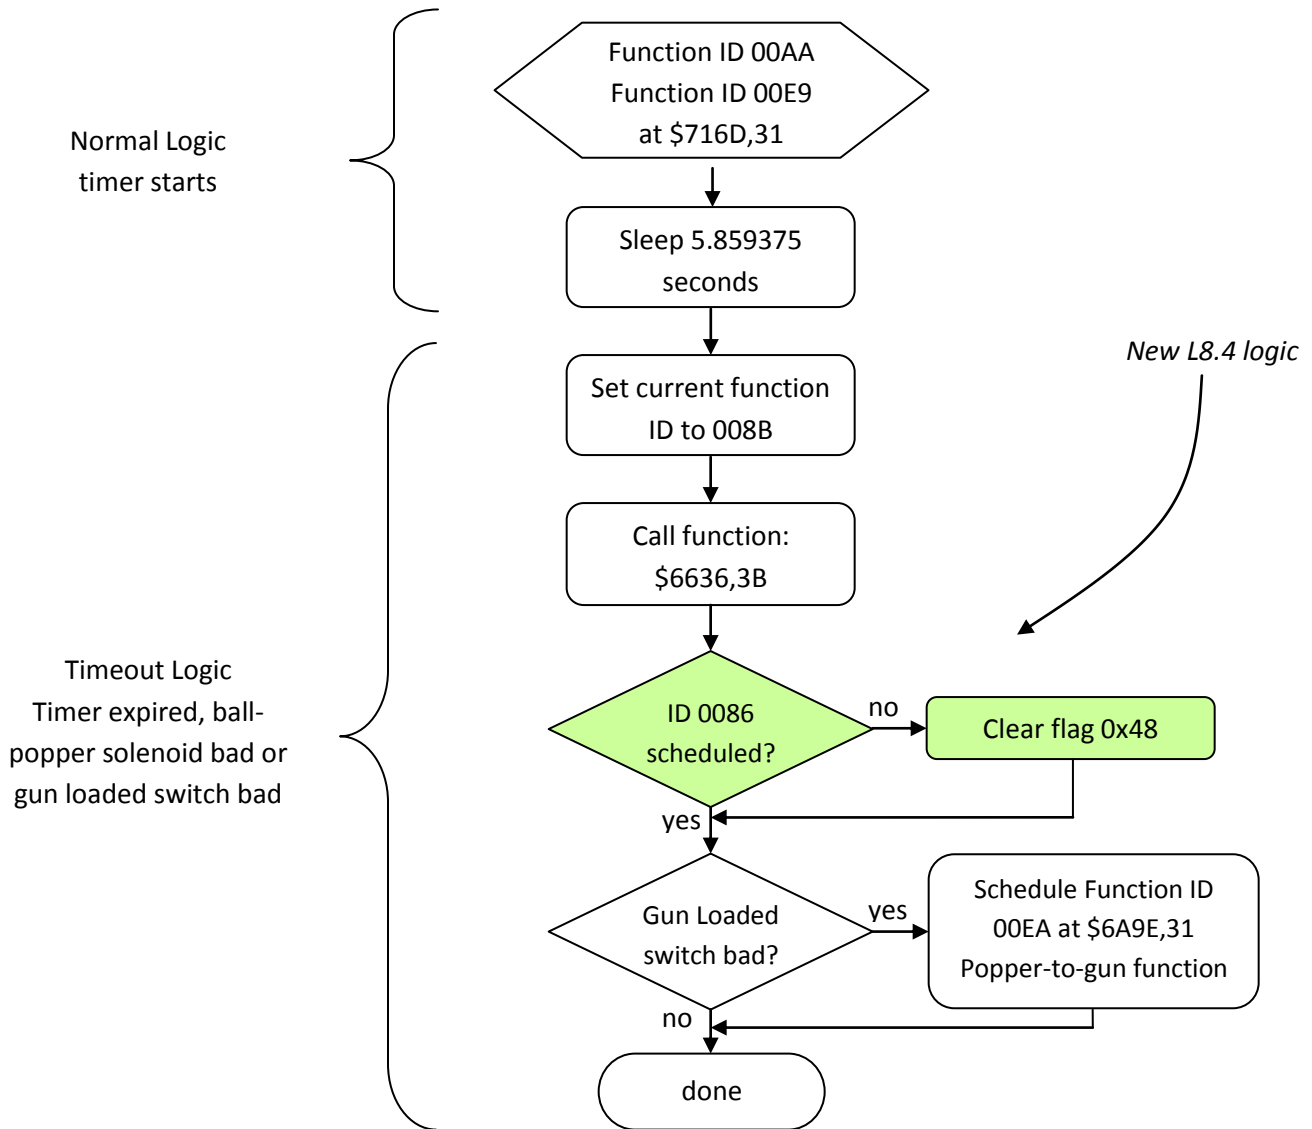 Function ID 00AA
Function ID 00E9
at $716D,31
Normal Logic
timer starts
Sleep 5.859375
seconds
New L8.4 logic
Set current function
ID to 008B
Call function:
$6636,3B
Timeout Logic
Timer expired, ball-
popper solenoid bad or
gun loaded switch bad
ID 0086
scheduled?
no
Clear flag 0x48
yes
Gun Loaded
switch bad?
yes
Schedule Function ID
00EA at $6A9E,31
Popper-to-gun function
no
done